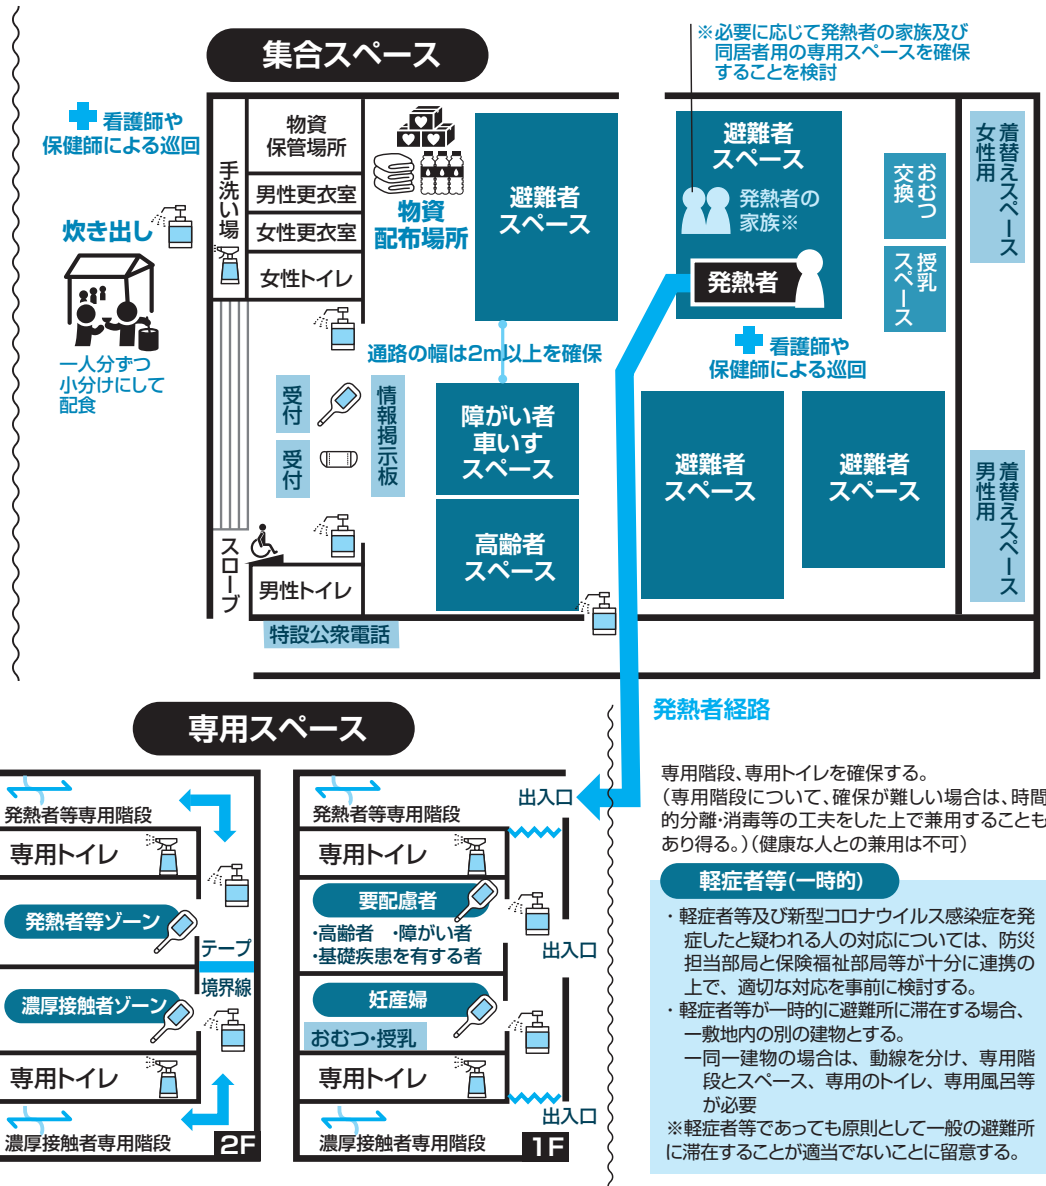 集合スペース
※必要に応じて発熱者の家族及び
同居者用の専用スペースを確保
することを検討
看護師や
保健師による巡回
炊き出し
一人分ずつ
小分けにして
配食
手洗い場
物資
保管場所
男性更衣室
女性更衣室
女性トイレ
物資
配布場所
避難者
スペース
避難者
スペース
発熱者の
家族※
発熱者
おむつ
交換
授乳
スペース
着替えスペース
女性用
看護師や
保健師による巡回
通路の幅は2m以上を確保
受付
受付
情報掲示板
障がい者
車いす
スペース
高齢者
スペース
避難者
スペース
避難者
スペース
着替えスペース
男性用
スロープ
男性トイレ
特設公衆電話
専用スペース
発熱者経路
専用階段、専用トイレを確保する。
(専用階段について、確保が難しい場合は、時間
的分離・消毒等の工夫をした上で兼用することも
あり得る。)(健康な人との兼用は不可)
発熱者等専用階段
専用トイレ
発熱者等ゾーン
テープ
境界線
濃厚接触者ゾーン
専用トイレ
濃厚接触者専用階段
2F
発熱者等専用階段
出入口
専用トイレ
要配慮者
・高齢者 ・障がい者
・基礎疾患を有する者
出入口
妊産婦
おむつ・授乳
専用トイレ
出入口
濃厚接触者専用階段
1F
軽症者等(一時的)
・軽症者等及び新型コロナウイルス感染症を発
症したと疑われる人の対応については、防災
担当部局と保険福祉部局等が十分に連携の
上で、適切な対応を事前に検討する。
・軽症者等が一時的に避難所に滞在する場合、
一敷地内の別の建物とする。
一同一建物の場合は、動線を分け、専用階
段とスペース、専用のトイレ、専用風呂等
が必要
※軽症者等であっても原則として一般の避難所
に滞在することが適当でないことに留意する。